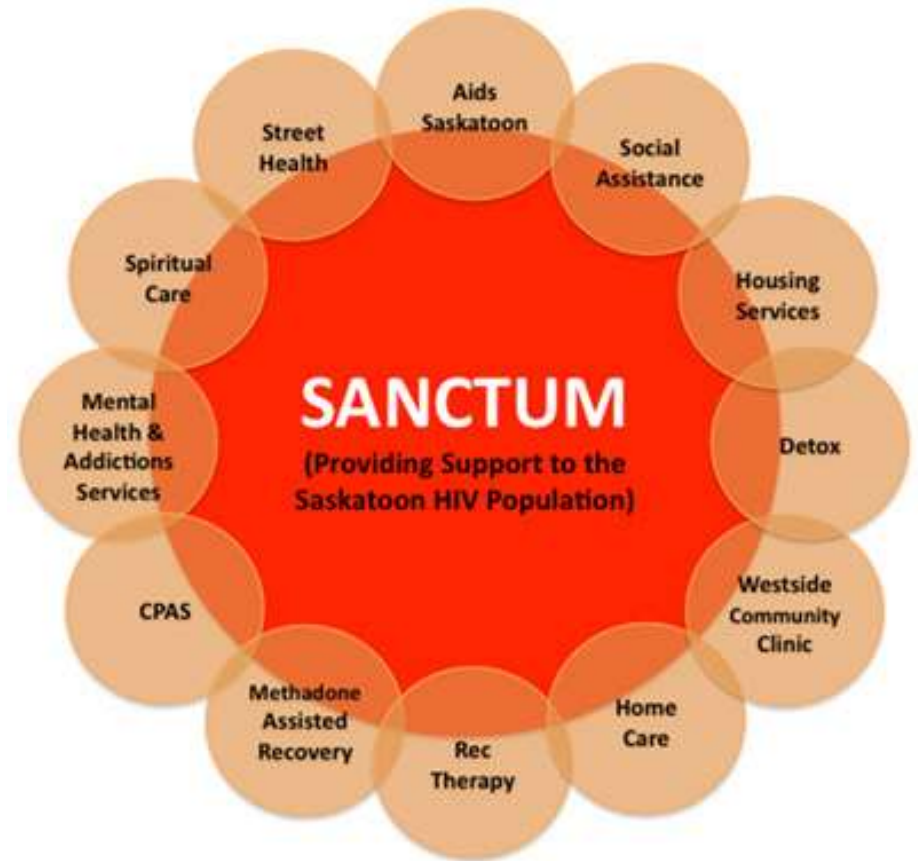 Aids
Saskatoon
Social
Assistance
Housing
Services
Detox
Westside
Community
Clinic
Home
Care
Rec
Therapy
Methadone
Assisted
Recovery
CPAS
Mental
Health &
Addictions
Services
Spiritual
Care
Street
Health
SANCTUM
(Providing Support to the
Saskatoon HIV Population)